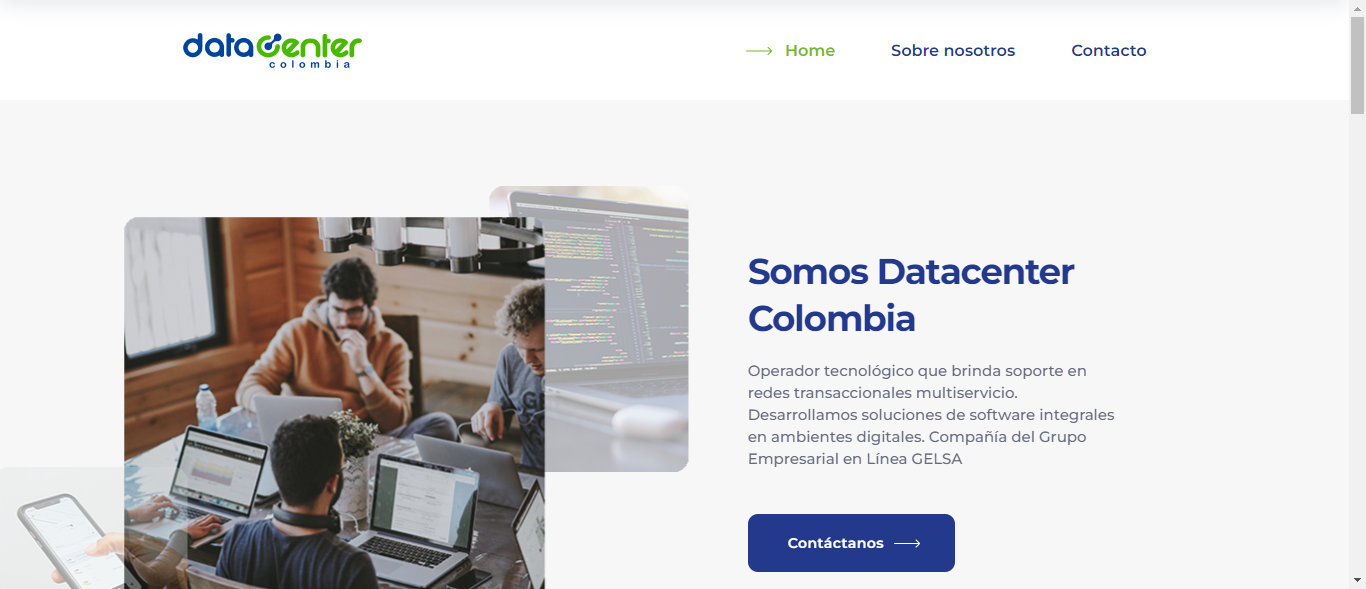 datacenter
colombia
Home
Sobre nosotros
Contacto
Somos Datacenter
Colombia
Operador tecnológico que brinda soporte en
redes transaccionales multiservicio.
Desarrollamos soluciones de software integrales
en ambientes digitales. Compañía del Grupo
Empresarial en Línea GELSA
Contáctanos